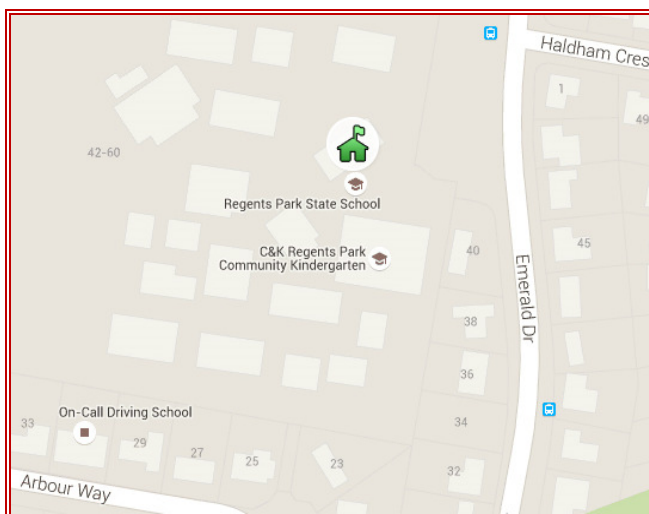 Haldham Cres
1
49
42-60
Regents Park State School
C&K Regents Park
Community Kindergarten
40
45
Emerald Dr
38
36
On-Call Driving School
33
29
34
27
25
23
32
Arbour Way